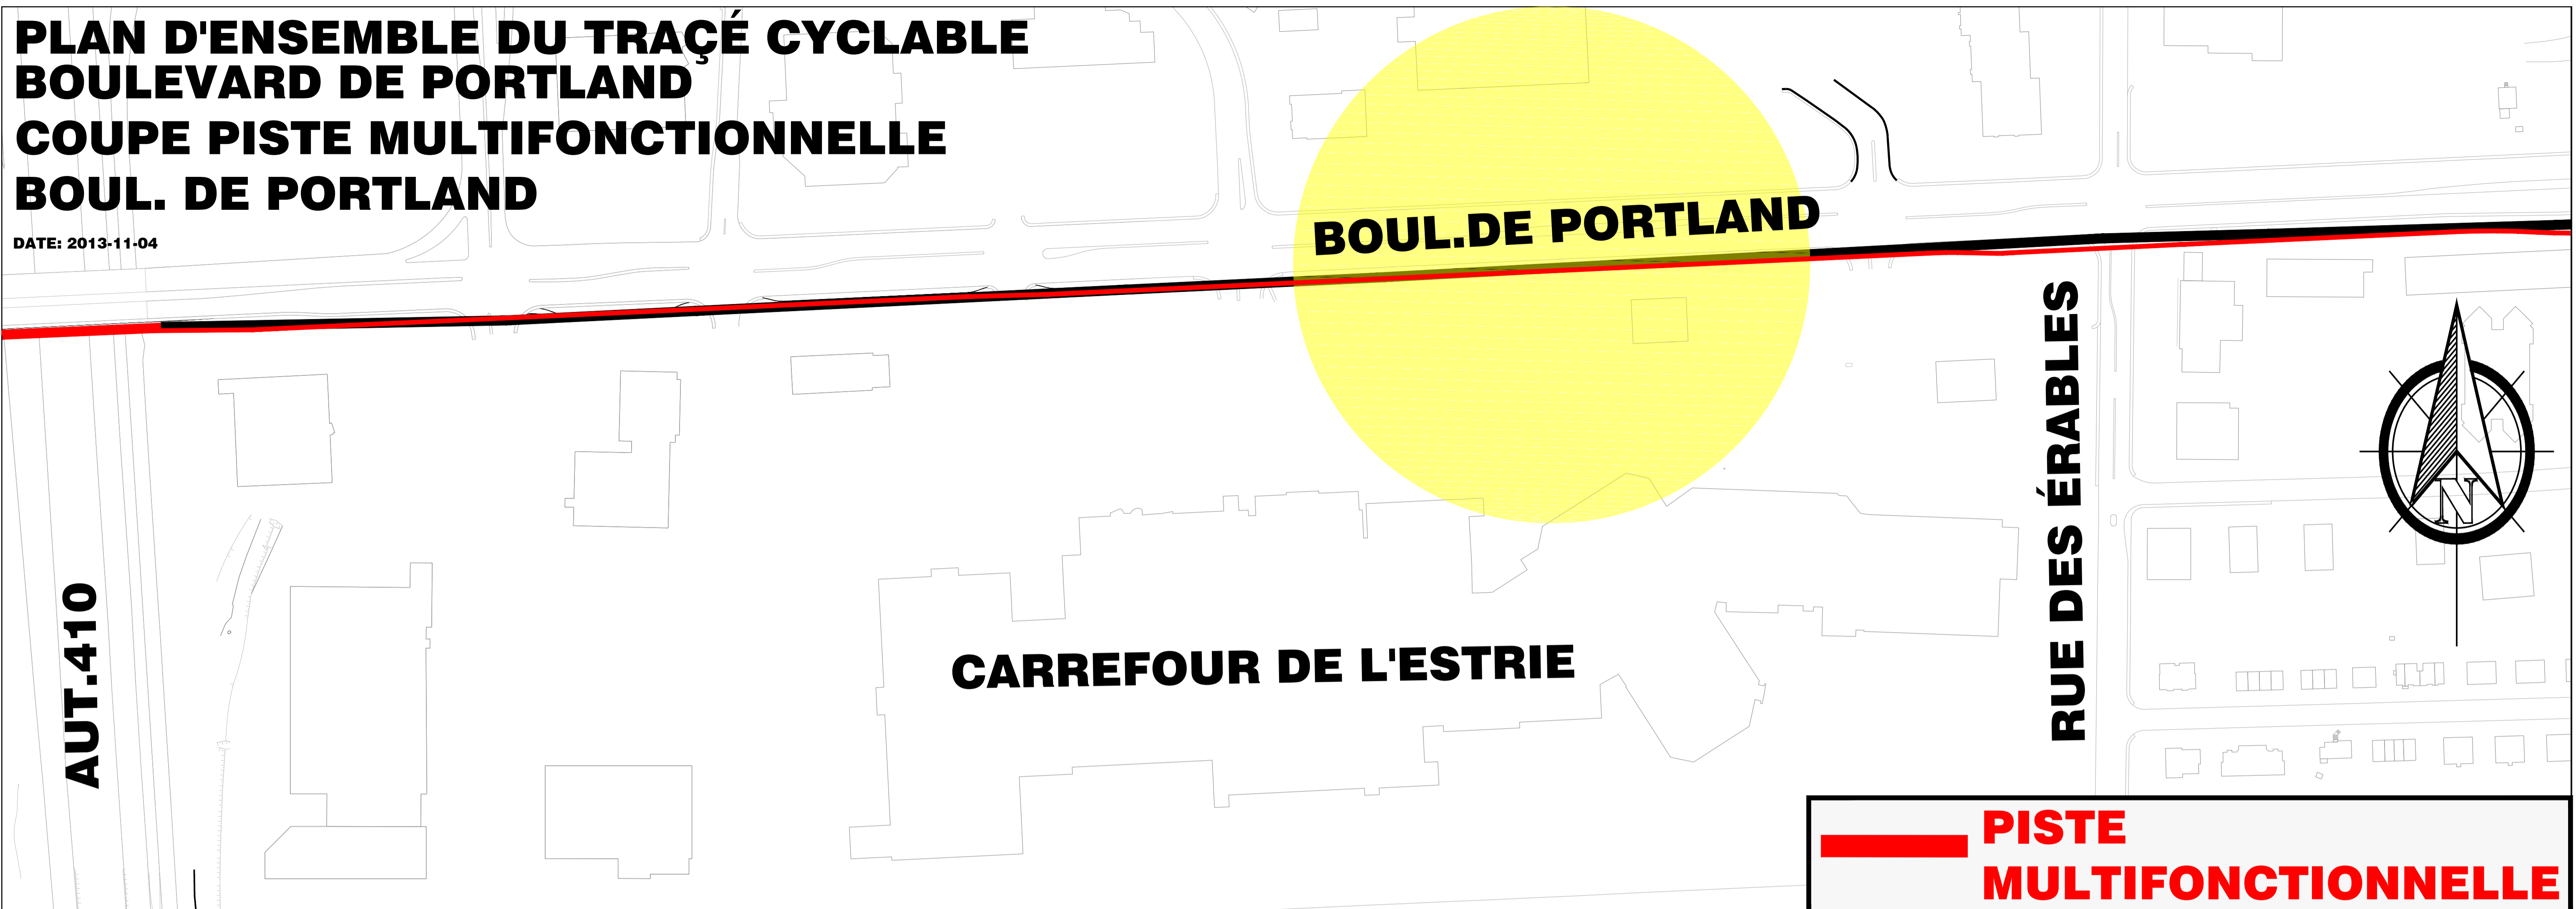 PLAN D'ENSEMBLE DU TRAÇÉ CYCLABLE
BOULEVARD DE PORTLAND
COUPE PISTE MULTIFONCTIONNELLE
BOUL. DE PORTLAND
DATE: 2013-11-04
BOUL.DE PORTLAND
RUE DES ÉRABLES
N
AUT.410
CARREFOUR DE L'ESTRIE
PISTE
MULTIFONCTIONNELLE